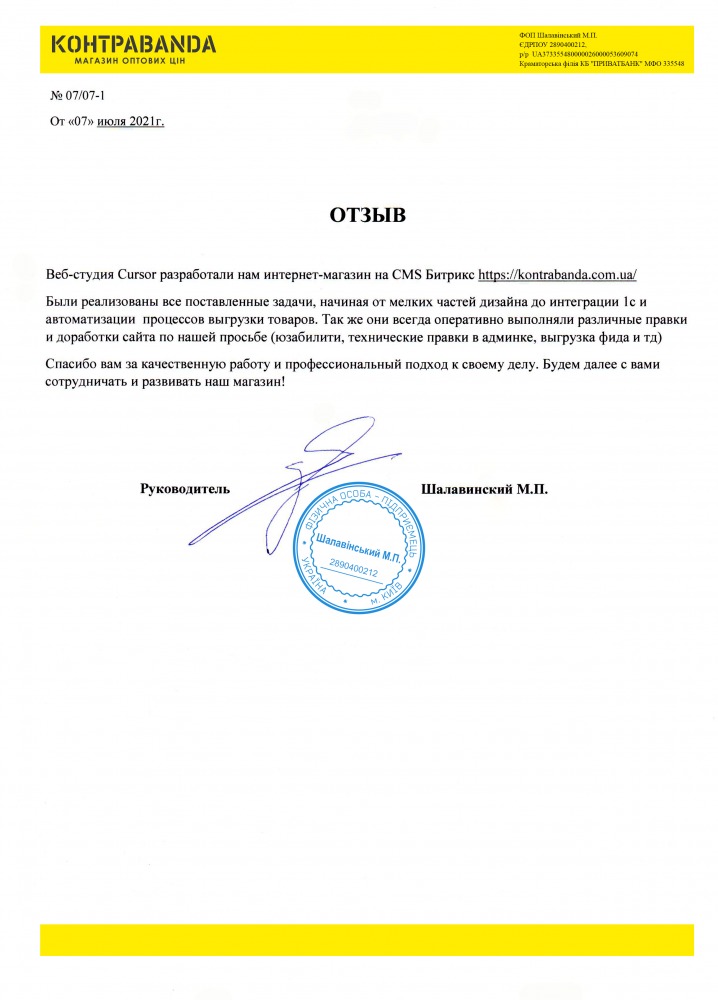 КОНТРАВАNDА
МАГАЗИН ОПТОВИХ ЦІН
ФОП Шалавінський М.П.
ЄДРПОУ 2890400212,
р/р UA373355480000026000053609074
Краматорська філія КБ "ПРИВАТБАНК" МФО 335548
№ 07/07-1
От «07» июля 2021г.
ОТЗЫВ
Веб-студия Cursor разработали нам интернет-магазин на CMS Битрикс https://kontrabanda.com.ua/
Были реализованы все поставленные задачи, начиная от мелких частей дизайна до интеграции 1с и
автоматизации процессов выгрузки товаров. Так же они всегда оперативно выполняли различные правки
и доработки сайта по нашей просьбе (юзабилити, технические правки в админке, выгрузка фида и тд)
Спасибо вам за качественную работу и профессиональный подход к своему делу. Будем далее с вами
сотрудничать и развивать наш магазин!
Руководитель
Шалавинский М.П.
ФІЗИЧНА ОСОБА – ПІДПРИЄМЕЦЬ
Шалавінський М.П.
2890400212
УКРАЇНА * м. КИЇВ